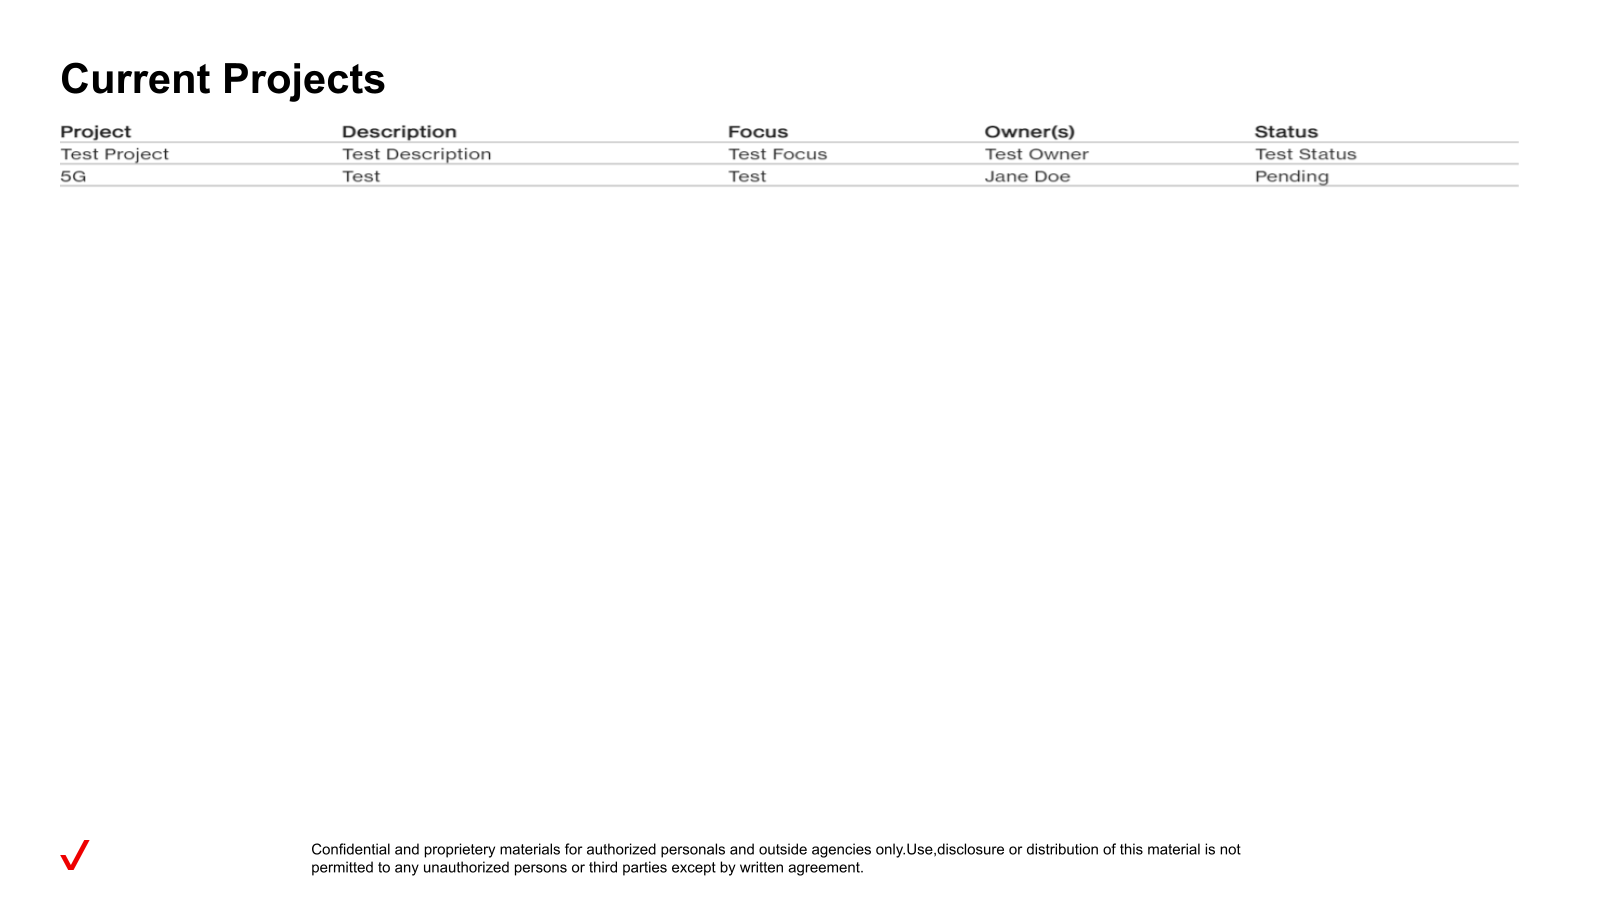 Current Projects
Project Description Focus Owner(s) Status
Test Project Test Description Test Focus Test Owner Test Status
5G Test Test Jane Doe Pending
Confidential and proprietery materials for authorized personals and outside agencies only.Use,disclosure or distribution of this material is not
permitted to any unauthorized persons or third parties except by written agreement.